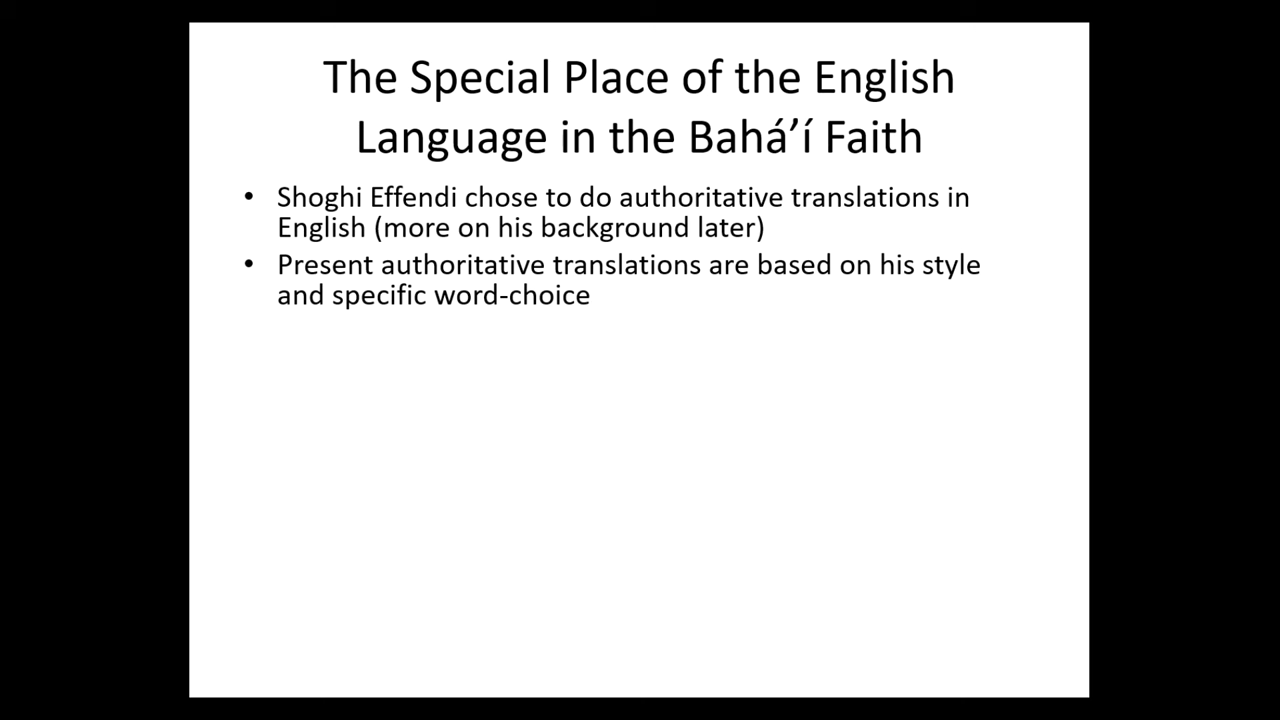 The Special Place of the English
Language in the Bahá’í Faith
• Shoghi Effendi chose to do authoritative translations in
English (more on his background later)
• Present authoritative translations are based on his style
and specific word-choice